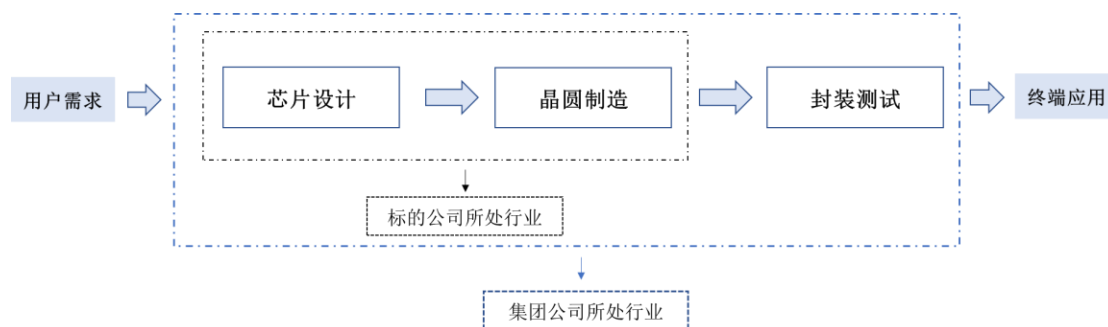 用户需求
芯片设计
晶圆制造
封装测试
终端应用
标的公司所处行业
集团公司所处行业